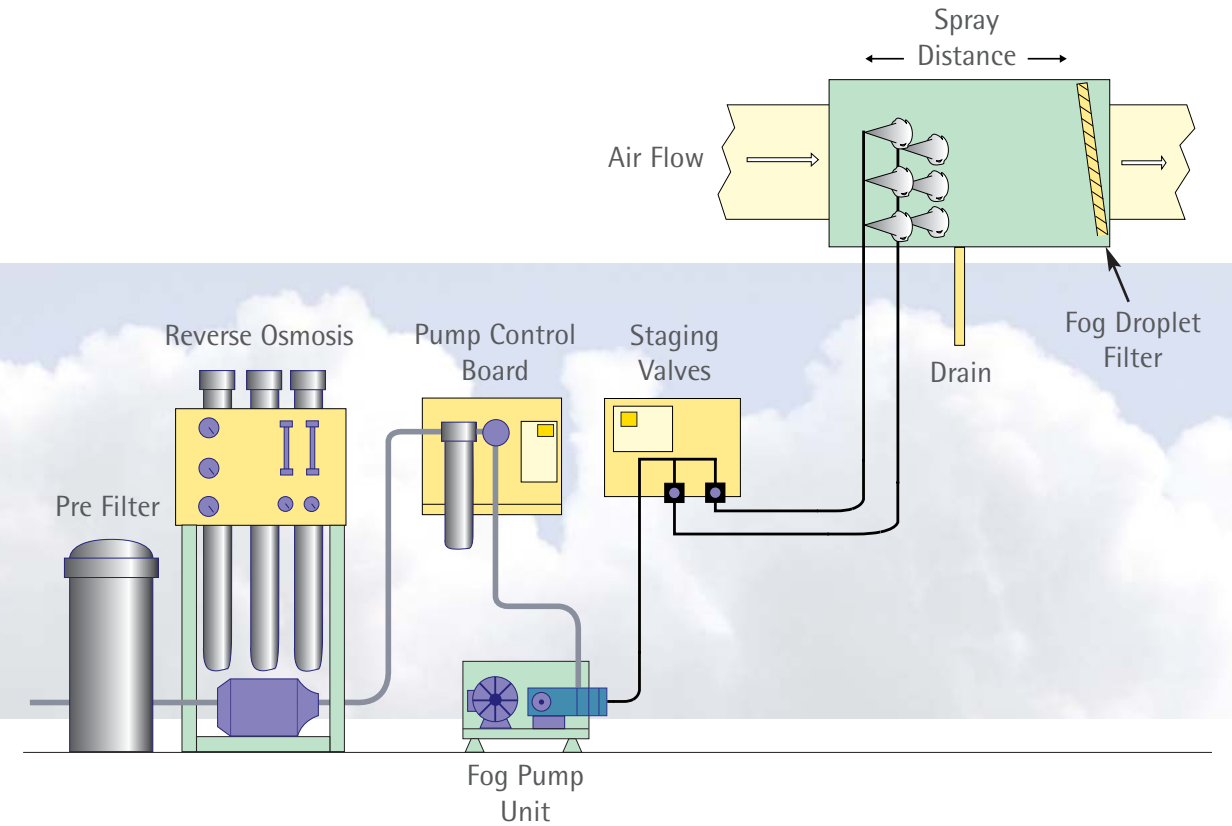 Spray
Distance
Air Flow
Fog Droplet
Filter
Drain
Reverse Osmosis
Pump Control
Board
Staging
Valves
Pre Filter
Fog Pump
Unit